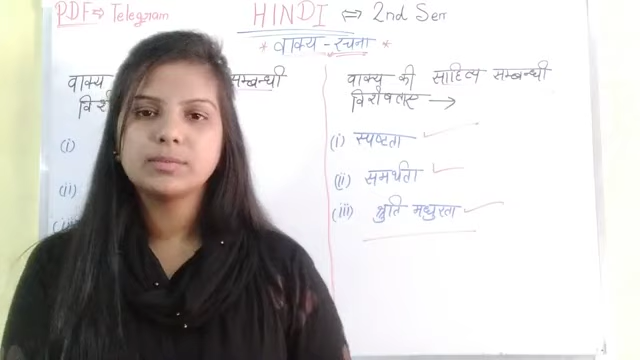 PDF ⇒ Telegram
HINDI ⇔ 2nd Sem
* वाक्य - रचना *
वाक्य सम्बन्धी
(i)
(ii)
(iii)
वाक्य की साहित्य सम्बन्धी
विशेषताएं →
(i) स्पष्टता
(ii) समर्थता
(iii) श्रुति मधुरता